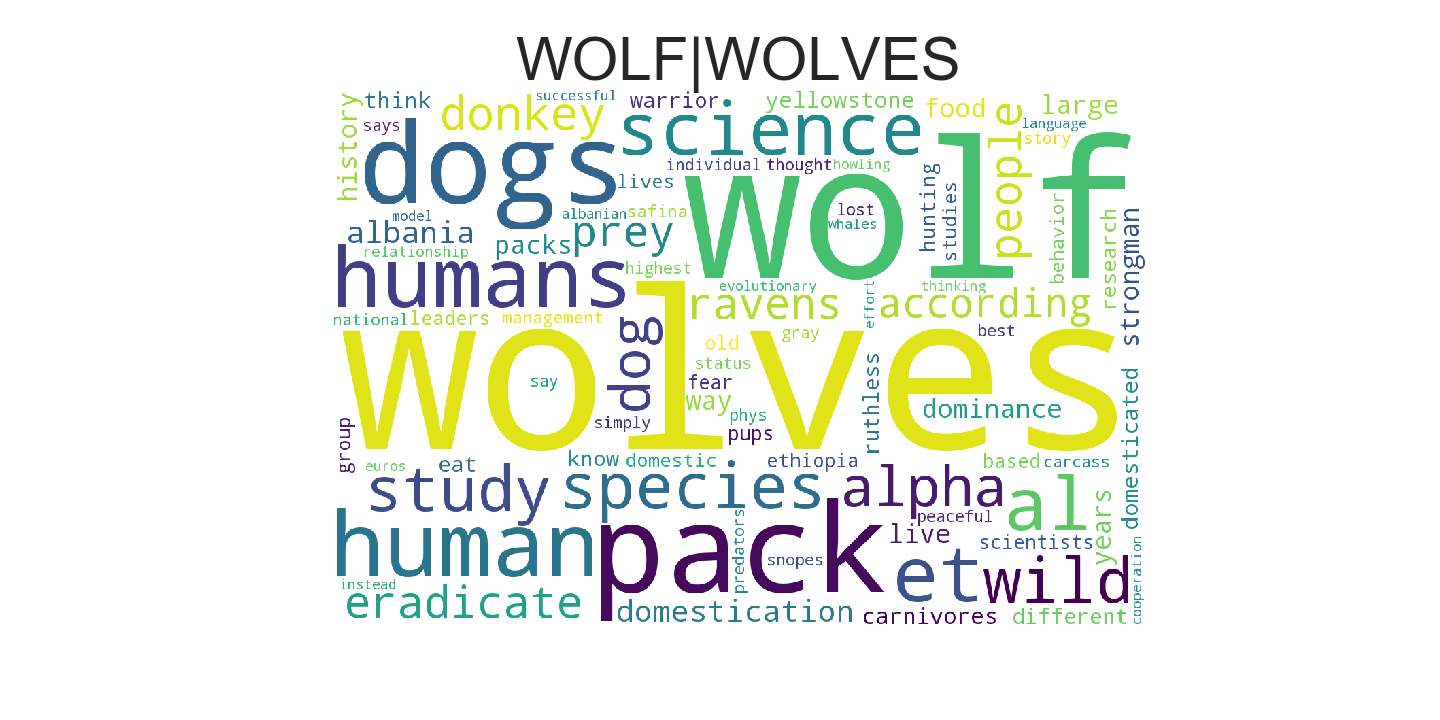 WOLF|WOLVES
history
think
says
donkey
successful
warrior
yellowstone
food
people
large
language
story
dogs
science
wolf
individual
thought
howling
lives
lost
whales
hunting
studies
behavior
research
strongman
model
albania
relationship
albanian
safina
packs
prey
humans
highest
evolutionary
thinking
effort
ravens
according
national
leaders
management
wolves
dog
old
gray
best
status
fear
way
phys
say
simply
pups
ruthless
dominance
domesticated
group
euros
eat
know
domestic
ethiopia
based
carcass
study
species
alpha
al
years
peaceful
human
pack
predators
snopes
live
scientists
et
wild
cooperation
instead
eradicate
domestication
carnivores
different